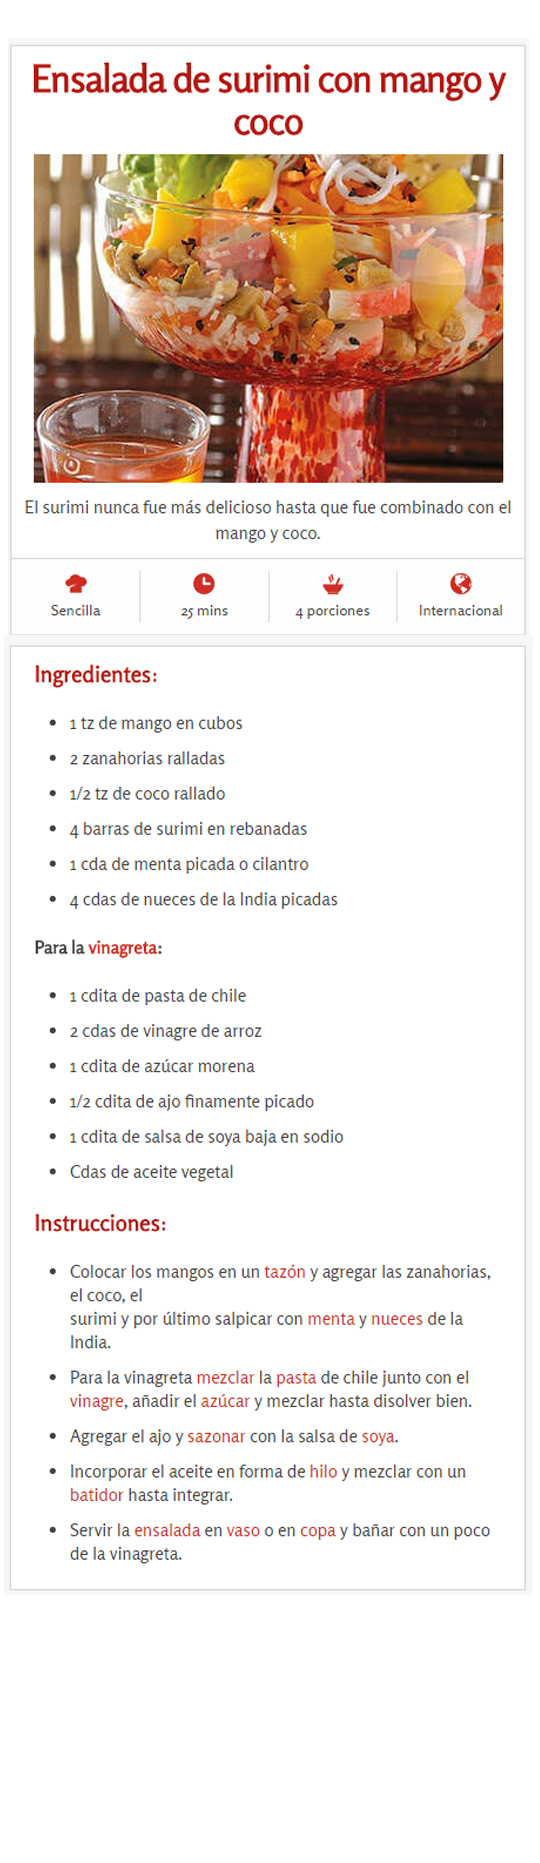 Ensalada de surimi con mango y
coco
El surimi nunca fue más delicioso hasta que fue combinado con el
mango y coco.
Sencilla
25 mins
4 porciones
Internacional
Ingredientes:
• 1 tz de mango en cubos
• 2 zanahorias ralladas
• 1/2 tz de coco rallado
• 4 barras de surimi en rebanadas
• 1 cda de menta picada o cilantro
• 4 cdas de nueces de la India picadas
Para la vinagreta:
• 1 cdita de pasta de chile
• 2 cdas de vinagre de arroz
• 1 cdita de azúcar morena
• 1/2 cdita de ajo finamente picado
• 1 cdita de salsa de soya baja en sodio
• Cdas de aceite vegetal
Instrucciones:
• Colocar los mangos en un tazón y agregar las zanahorias,
el coco, el
surimi y por último salpicar con menta y nueces de la
India.
• Para la vinagreta mezclar la pasta de chile junto con el
vinagre, añadir el azúcar y mezclar hasta disolver bien.
• Agregar el ajo y sazonar con la salsa de soya.
• Incorporar el aceite en forma de hilo y mezclar con un
batidor hasta integrar.
• Servir la ensalada en vaso o en copa y bañar con un poco
de la vinagreta.